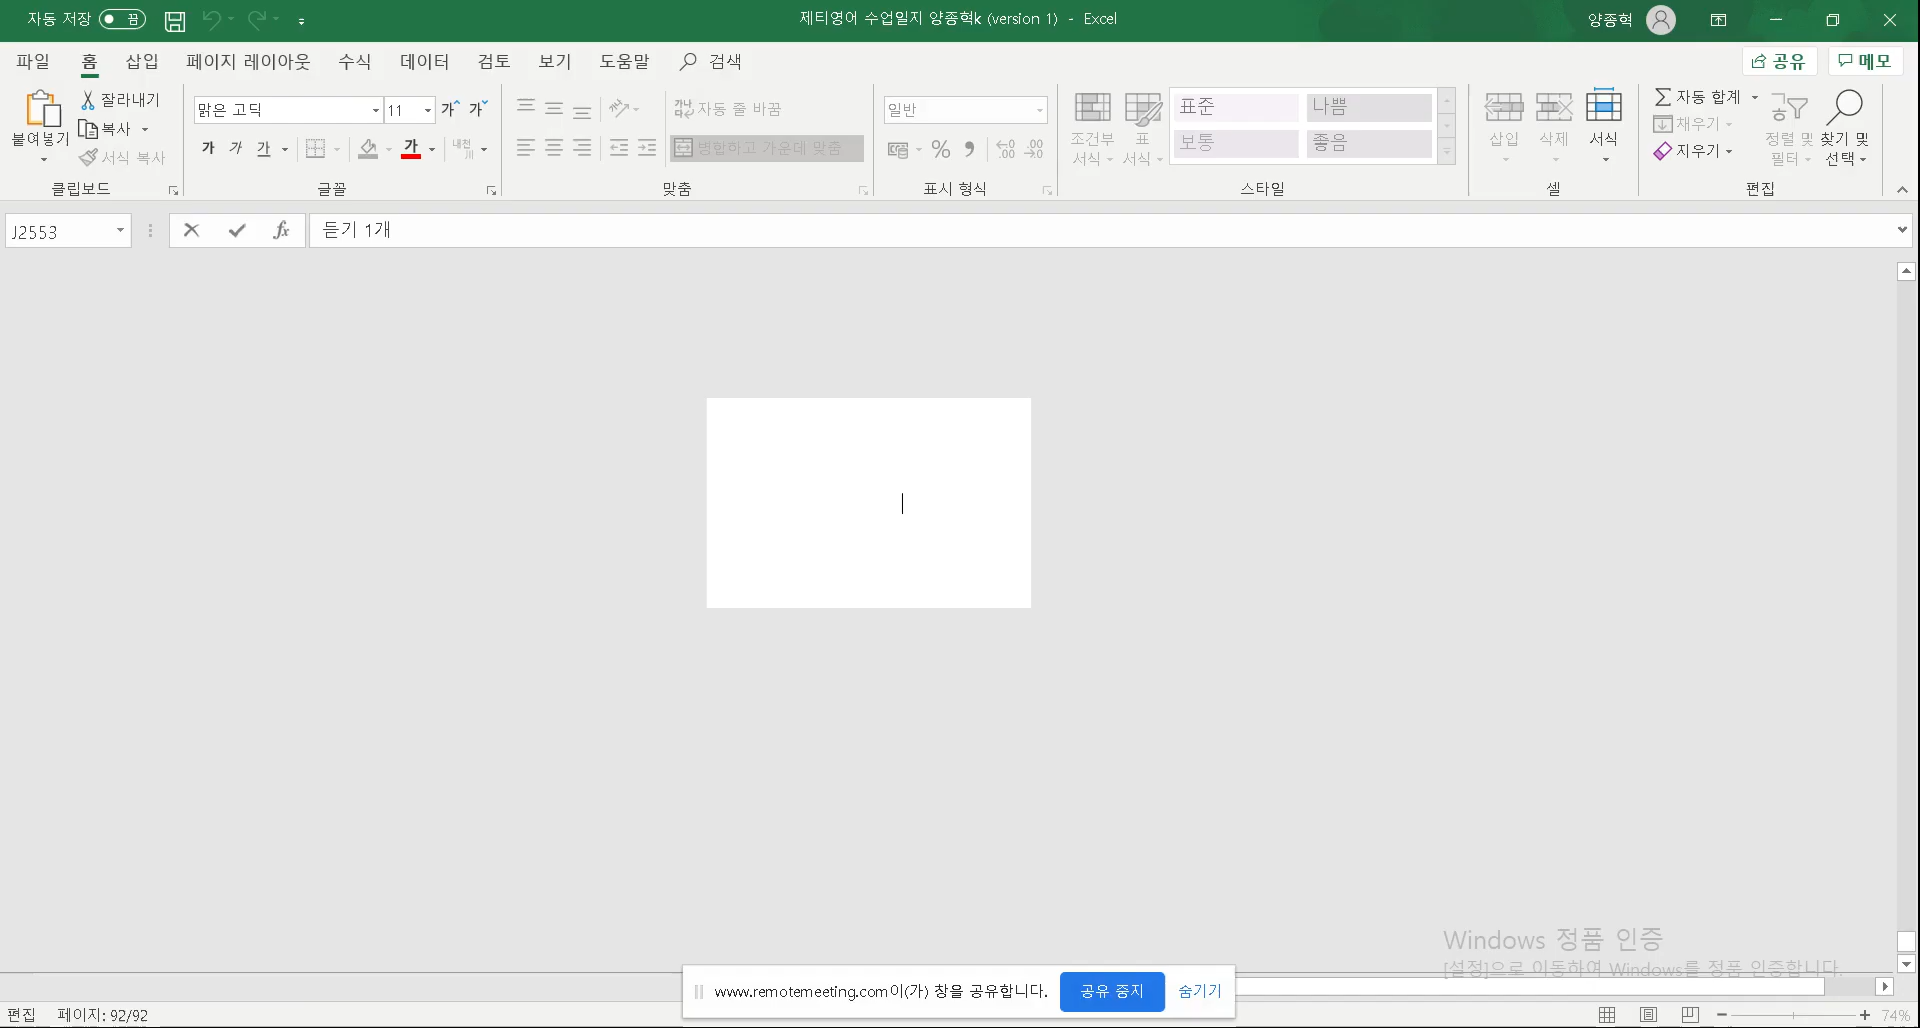 자동 저장 끔
제티영어 수업일지 양종혁k (version 1) - Excel
양종혁
파일 홈 삽입 페이지 레이아웃 수식 데이터 검토 보기 도움말 검색
공유 메모
붙여넣기
잘라내기
복사
서식 복사
클립보드
맑은 고딕 11 가 가
가 가 가 가 내천
글꼴
가나다 자동 줄 바꿈
병합하고 가운데 맞춤
맞춤
일반
% 9 .00
표시 형식
조건부 서식
표 서식
표준 나쁨
보통 좋음
스타일
삽입 삭제 서식
셀
자동 합계
채우기
지우기
정렬 및 필터
찾기 및 선택
편집
J2553
fx
듣기 1개
Windows 정품 인증
[설정]으로 이동하여 Windows를 정품 인증합니다.
www.remotemeeting.com이(가) 창을 공유합니다. 공유 중지 숨기기
편집 페이지: 92/92
74%